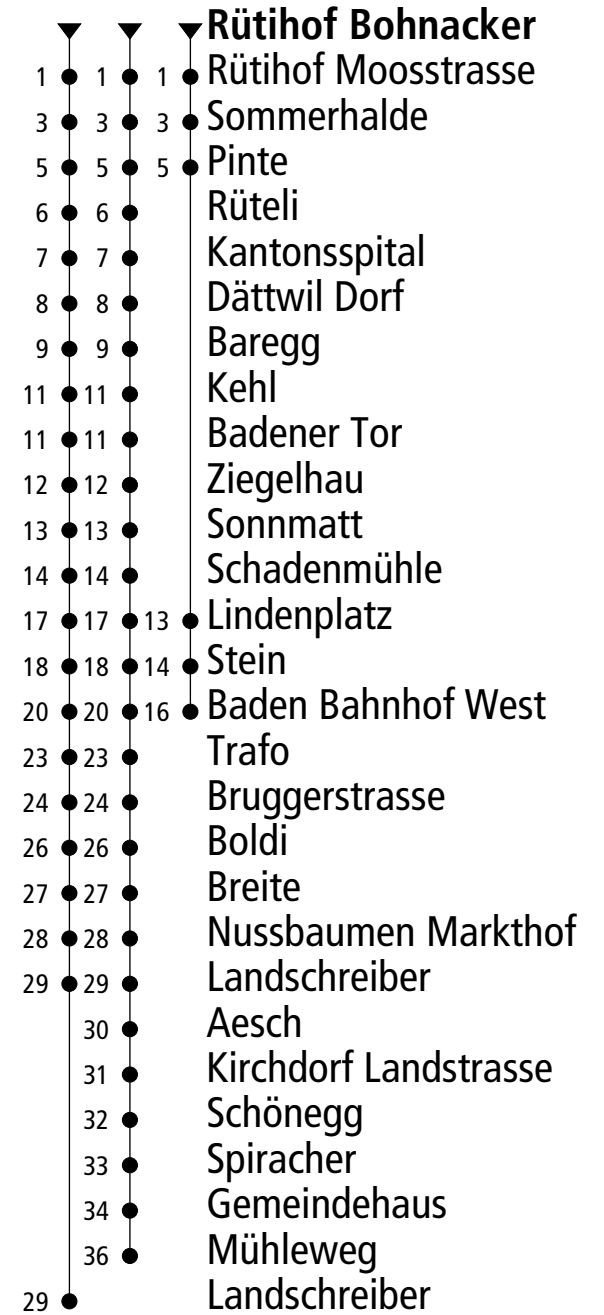 Rütihof Bohnacker
1 1 1 Rütihof Moosstrasse
3 3 3 Sommerhalde
5 5 5 Pinte
6 6 Rüteli
7 7 Kantonsspital
8 8 Dättwil Dorf
9 9 Baregg
11 11 Kehl
11 11 Badener Tor
12 12 Ziegelhau
13 13 Sonnmatt
14 14 Schadenmühle
17 17 13 Lindenplatz
18 18 14 Stein
20 20 16 Baden Bahnhof West
23 23 Trafo
24 24 Bruggerstrasse
26 26 Boldi
27 27 Breite
28 28 Nussbaumen Markthof
29 29 Landschreiber
30 Aesch
31 Kirchdorf Landstrasse
32 Schönegg
33 Spiracher
34 Gemeindehaus
36 Mühleweg
29 Landschreiber